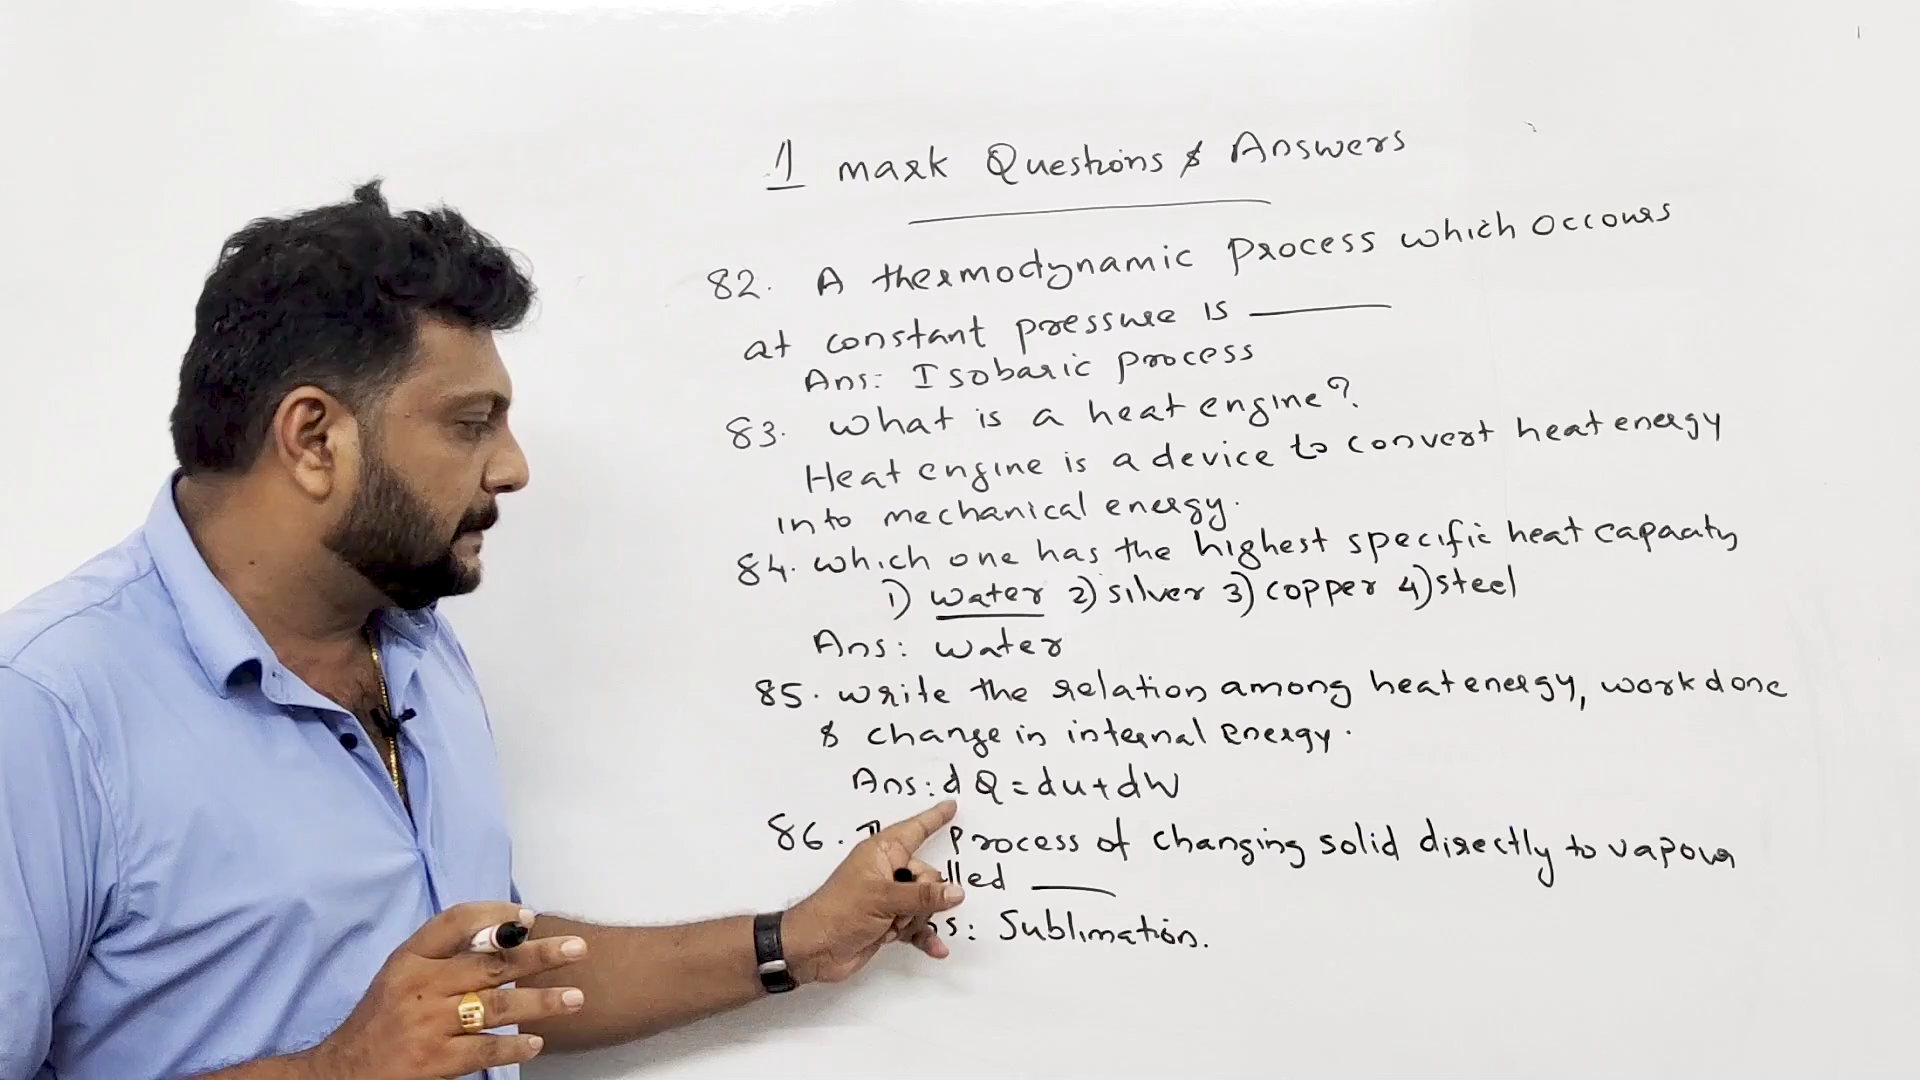 1 mark Questions & Answers
82. A thermodynamic process which occours
at constant pressure is ______
Ans: Isobaric process
83. What is a heat engine?
Heat engine is a device to convert heat energy
into mechanical energy.
84. which one has the highest specific heat capacity
1) water 2) silver 3) copper 4) steel
Ans: water
85. write the relation among heat energy, work done
& change in internal energy.
Ans: dQ = du + dW
86. process of changing solid directly to vapour
______
Sublimation.